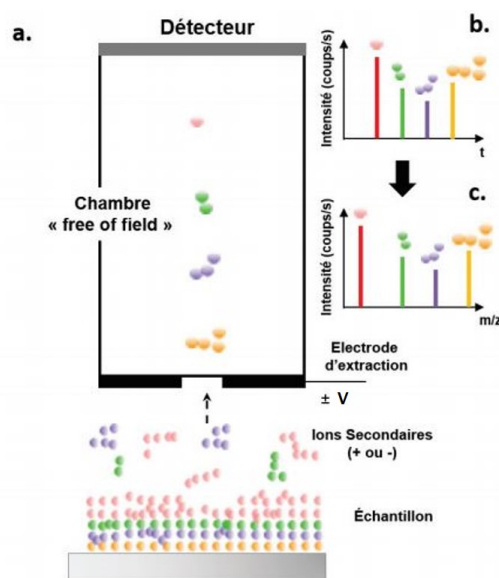 a.
Détecteur
Chambre
« free of field »
Electrode
d'extraction
± V
Ions Secondaires
(+ ou -)
Échantillon
b.
Intensité (coups/s)
t
c.
Intensité (coups/s)
m/z